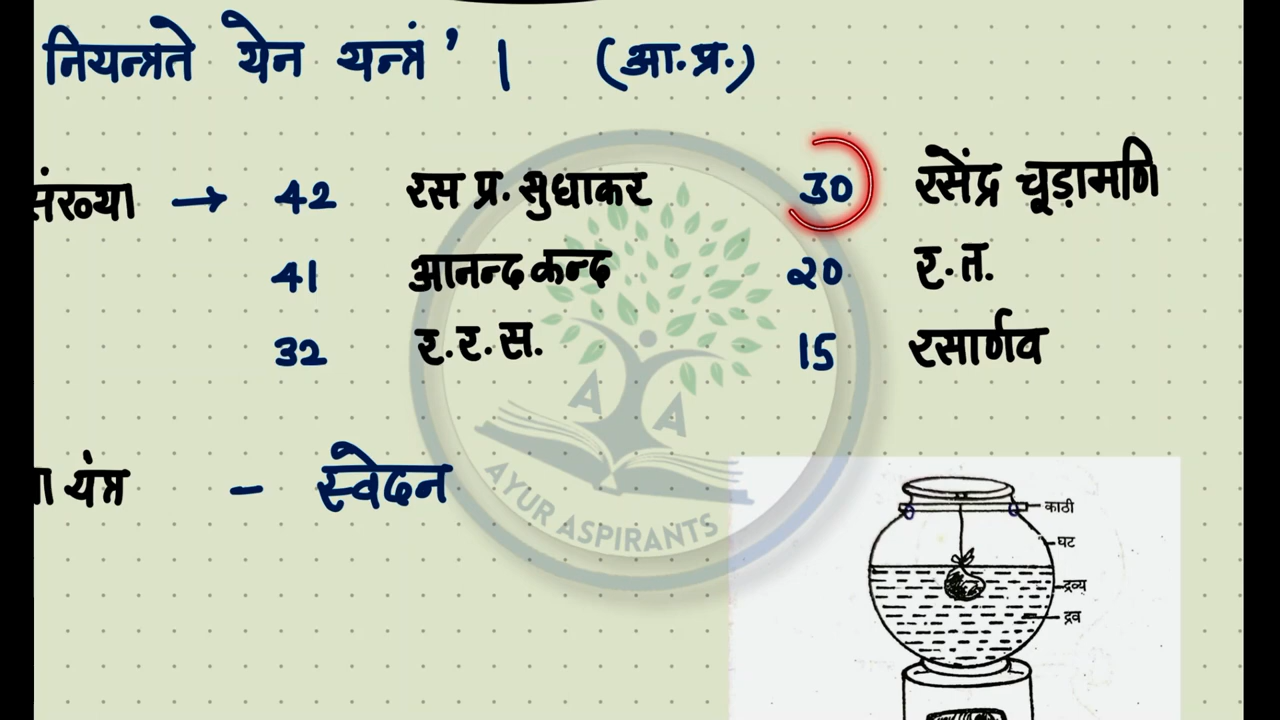 नियन्त्रते येन यन्त्रं’ | (आ.प्र.)
संख्या → 42 रस प्र. सुधाकर 30 रसेंद्र चूड़ामणि
41 आनन्दकन्द 20 र.त.
32 र.र.स. 15 रसार्णव
यंत्र - स्वेदन
A A
AYUR ASPIRANTS
काठी
घट
द्रव्य
द्रव